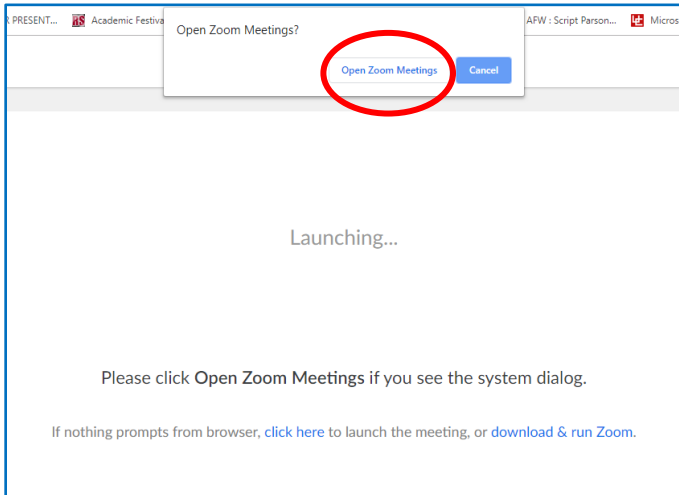 PRESENT... Academic Festiva AFW : Script Parson... Micros
Open Zoom Meetings?
Open Zoom Meetings Cancel
Launching...
Please click Open Zoom Meetings if you see the system dialog.
If nothing prompts from browser, click here to launch the meeting, or download & run Zoom.